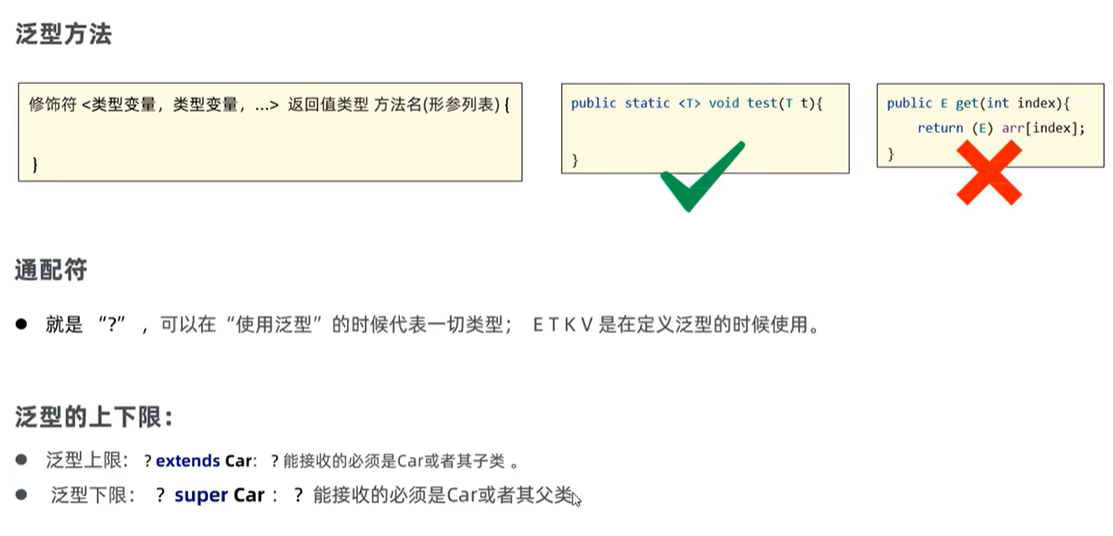 泛型方法
修饰符 <类型变量，类型变量，...> 返回值类型 方法名(形参列表) {
}
public static <T> void test(T t){
}
public E get(int index){
return (E) arr[index];
}
通配符
就是 “?” ，可以在“使用泛型”的时候代表一切类型； E T K V 是在定义泛型的时候使用。
泛型的上下限：
泛型上限： ? extends Car： ? 能接收的必须是Car或者其子类 。
泛型下限： ? super Car ： ? 能接收的必须是Car或者其父类